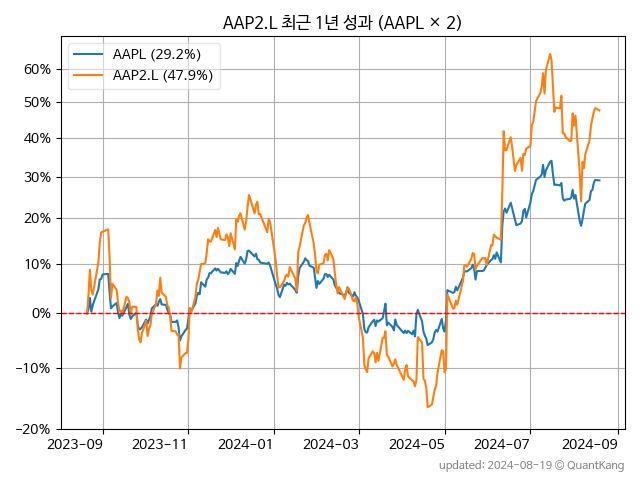 AAP2.L 최근 1년 성과 (AAPL × 2)
AAPL (29.2%)
AAP2.L (47.9%)
60%
50%
40%
30%
20%
10%
0%
−10%
−20%
2023−09 2023−11 2024−01 2024−03 2024−05 2024−07 2024−09
updated: 2024-08-19 © QuantKang